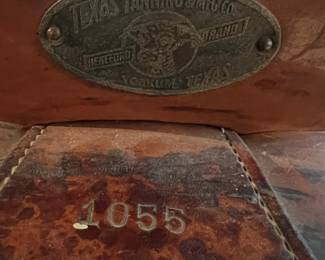 TEXAS TANNING & MFG. CO.
HEREFORD BRAND
YOAKUM, TEXAS
1055